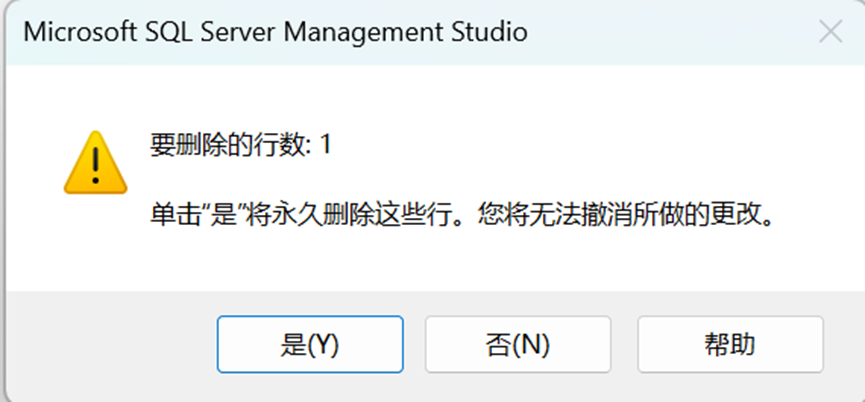 Microsoft SQL Server Management Studio
要删除的行数: 1
单击“是”将永久删除这些行。您将无法撤消所做的更改。
是(Y)
否(N)
帮助